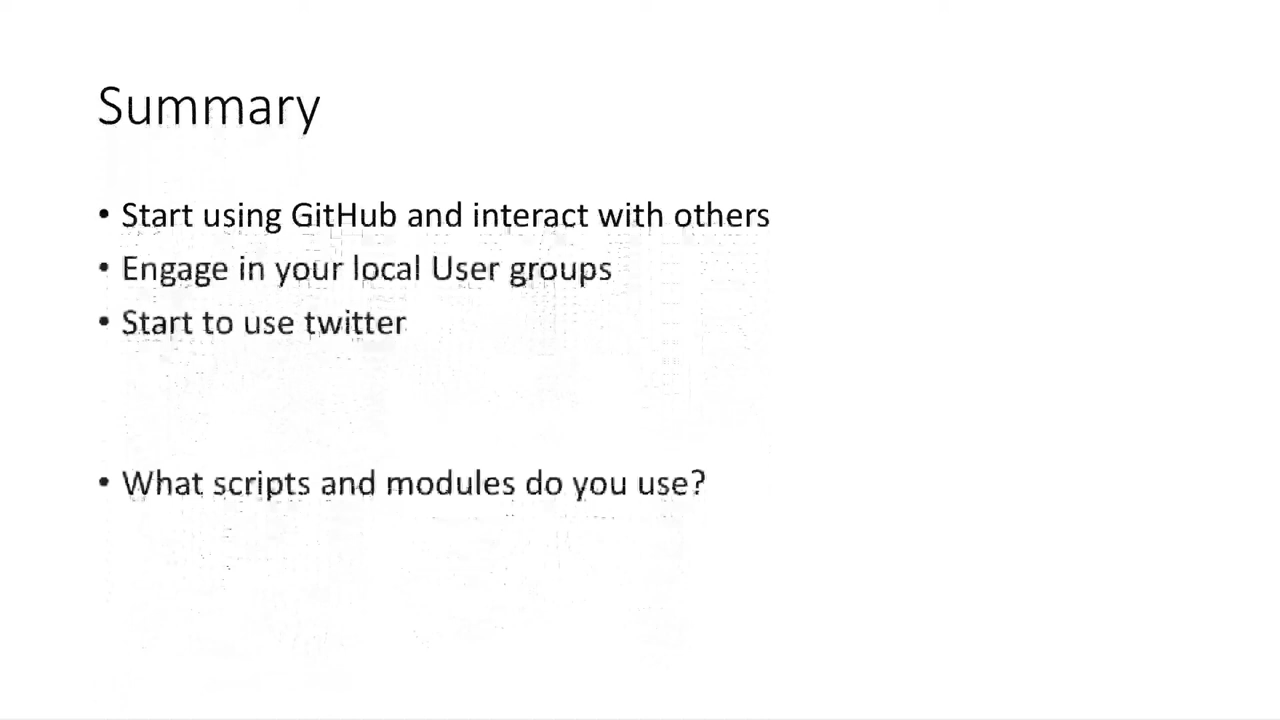 Summary
• Start using GitHub and interact with others
• Engage in your local User groups
• Start to use twitter
• What scripts and modules do you use?